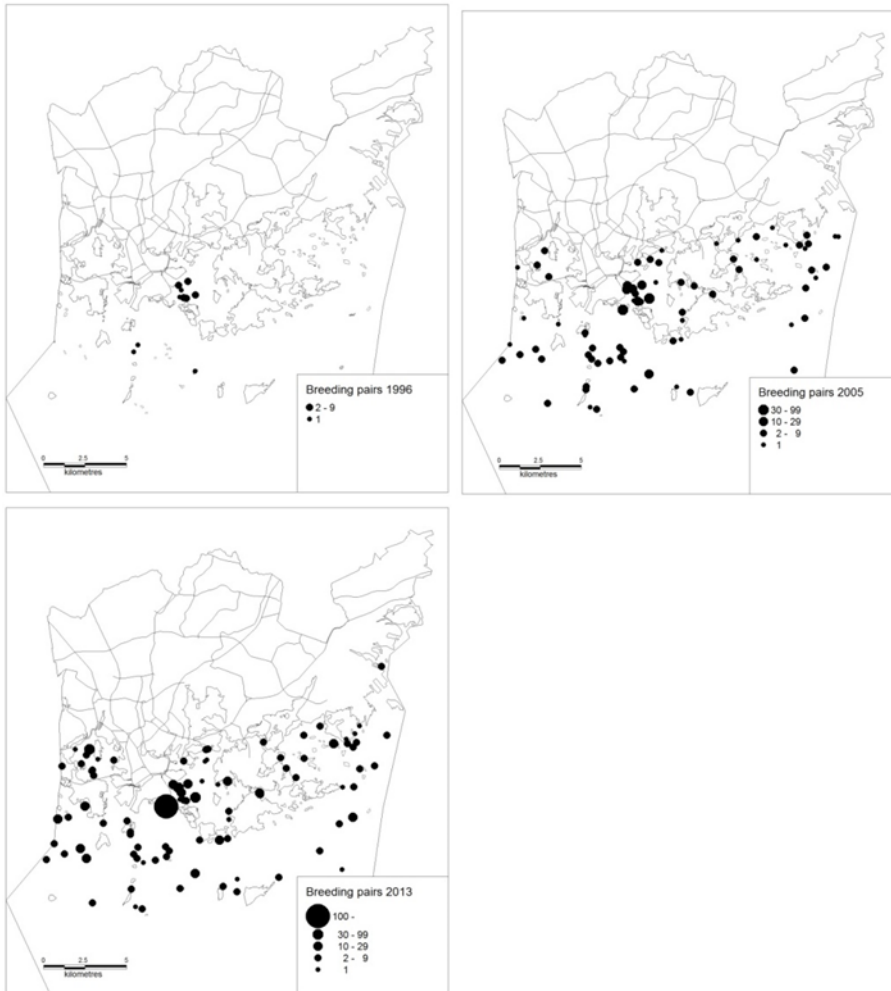 Breeding pairs 1996
2 - 9
1
0 2.5 5
kilometres
Breeding pairs 2005
30 - 99
10 - 29
2 - 9
1
0 2.5 5
kilometres
Breeding pairs 2013
100 -
30 - 99
10 - 29
2 - 9
1
0 2.5 5
kilometres